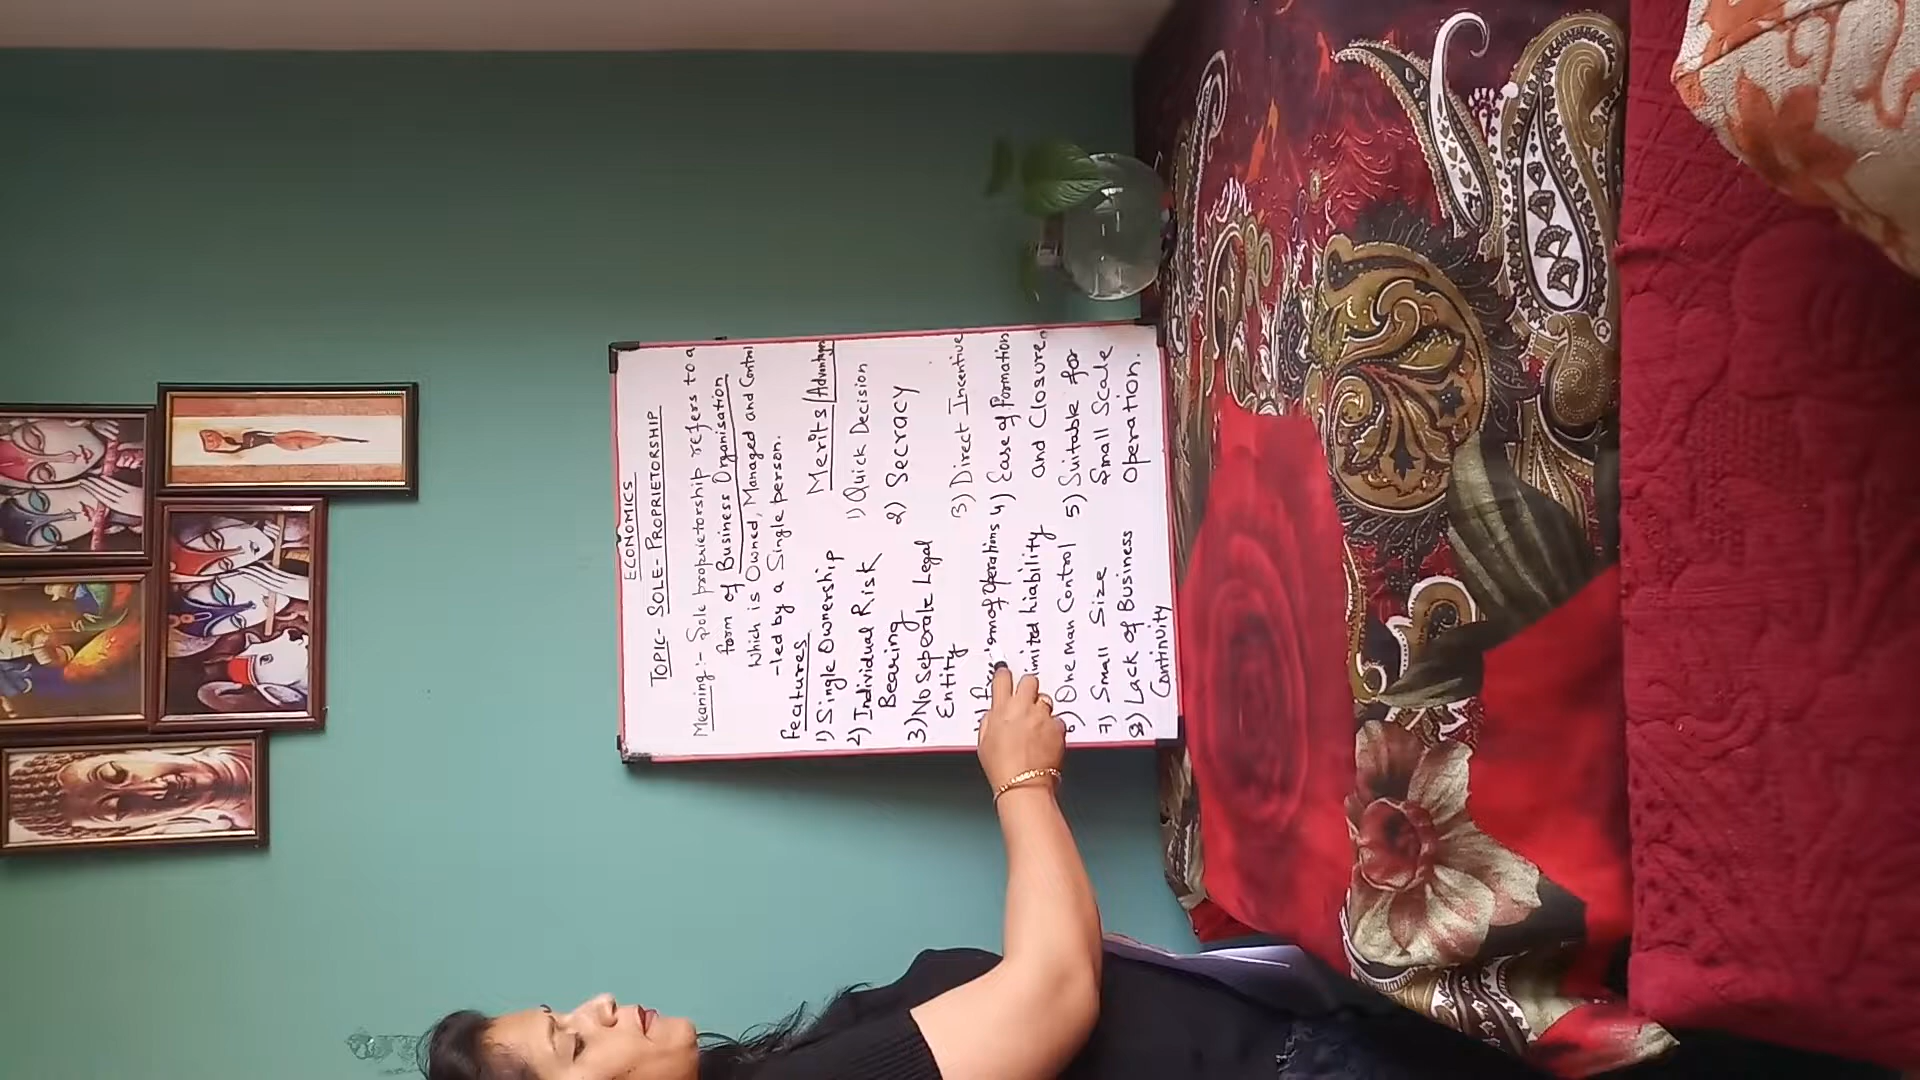 ECONOMICS
TOPIC- SOLE-PROPRIETORSHIP
Meaning:- Sole proprietorship refers to a
form of Business Organisation
which is Owned, Managed and Control
-led by a Single person.
Features
1) Single Ownership
2) Individual Risk
Bearing
3) No Seperate Legal
Entity
of Operations
Liability
6) One man Control
7) Small Size
8) Lack of Business
Continuity
Merits/Advantages
1) Quick Decision
2) Secracy
3) Direct Incentive
4) Ease of Formation
and Closure.
5) Suitable for
Small Scale
Operation.